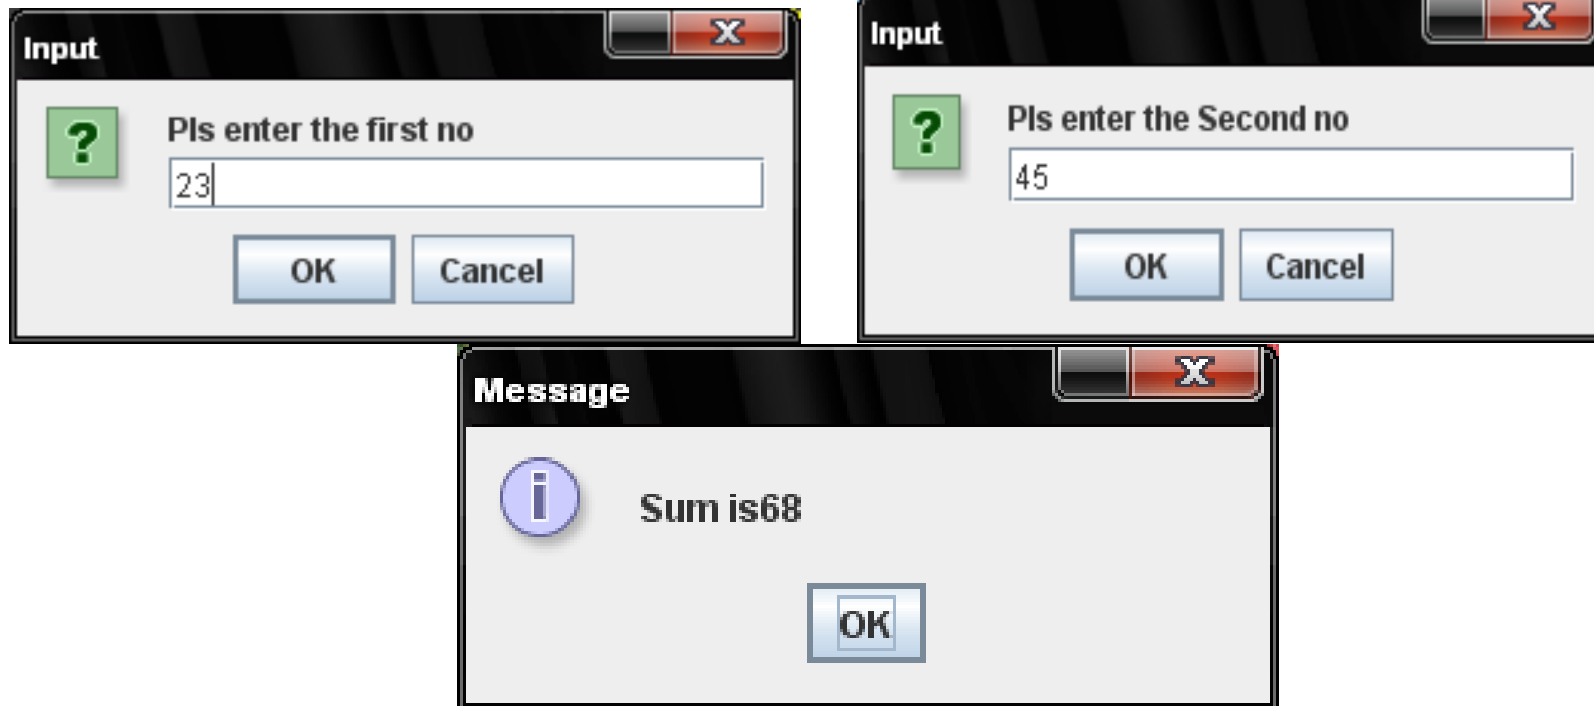 Input
Pls enter the first no
23
OK Cancel
Input
Pls enter the Second no
45
OK Cancel
Message
Sum is68
OK